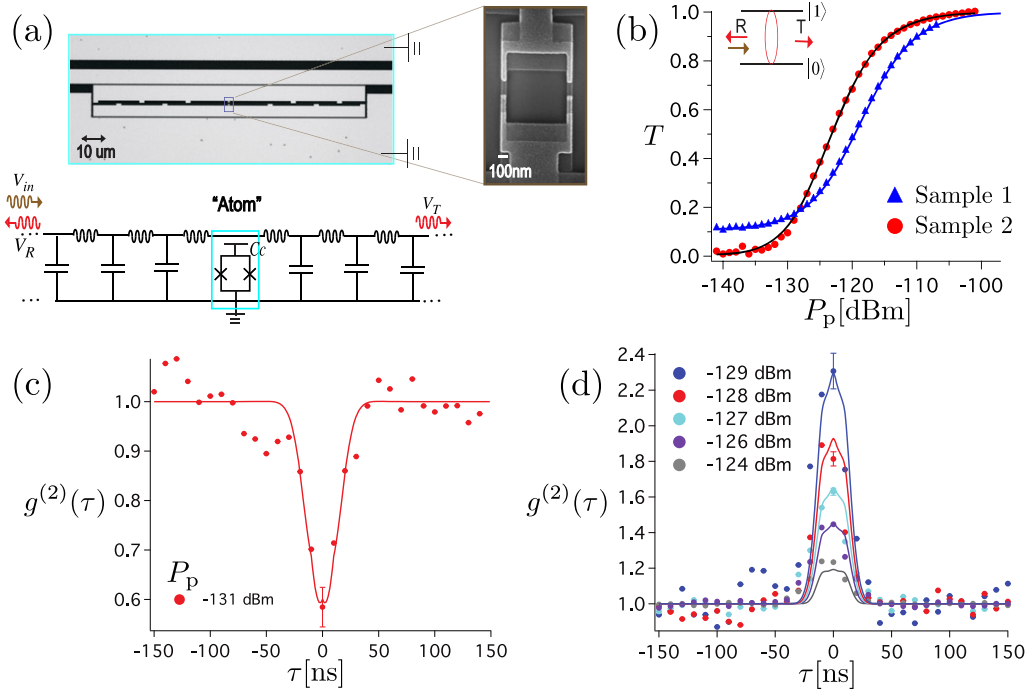 (a)
10 um
100nm
V_in
V_R
"Atom"
Cc
V_T
(b)
|1⟩
R
T
|0⟩
1.0
0.8
0.6
0.4
0.2
0.0
T
Sample 1
Sample 2
-140
-130
-120
-110
-100
P_p[dBm]
(c)
1.0
0.9
0.8
0.7
0.6
g^(2)(τ)
P_p
-131 dBm
-150
-100
-50
0
50
100
150
τ[ns]
(d)
2.4
2.2
2.0
1.8
1.6
1.4
1.2
1.0
g^(2)(τ)
-129 dBm
-128 dBm
-127 dBm
-126 dBm
-124 dBm
-150
-100
-50
0
50
100
150
τ[ns]